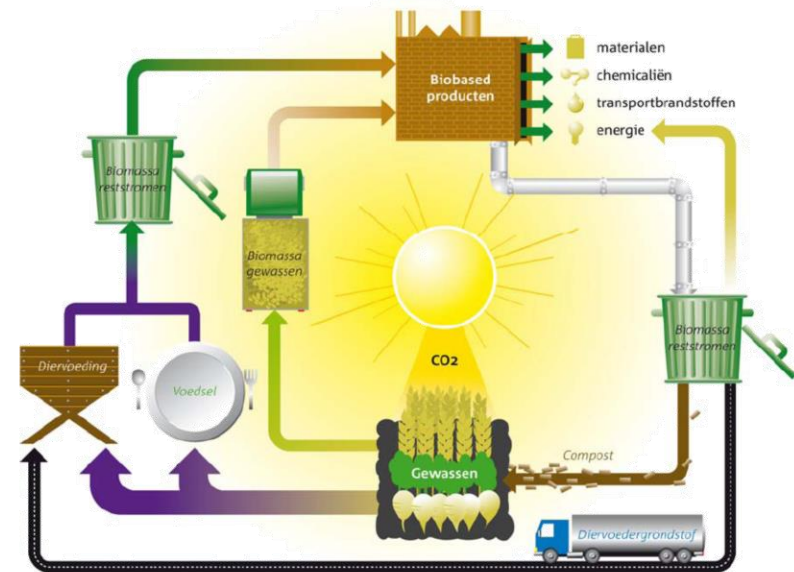 Biobased
producten
materialen
chemicaliën
transportbrandstoffen
energie
Biomassa
reststromen
Biomassa
gewassen
Biomassa
reststromen
Diervoeding
Voedsel
CO2
Gewassen
Compost
Diervoedergrondstof